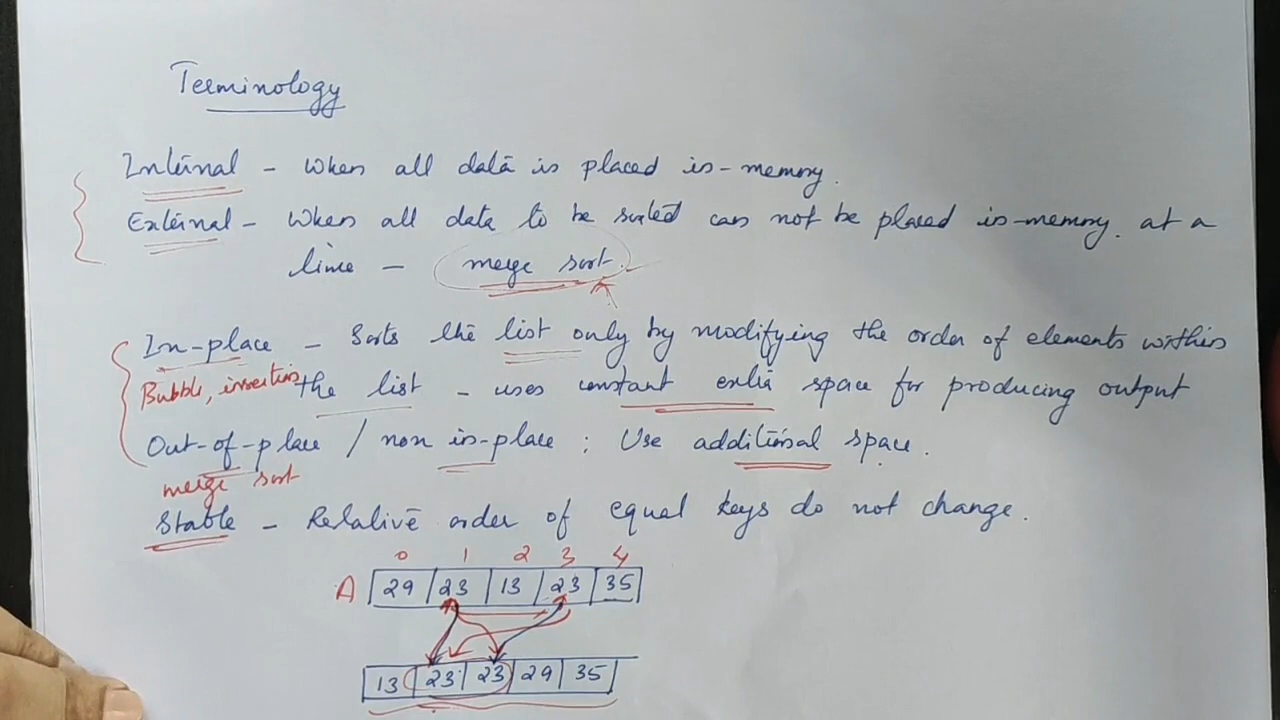 Terminology
Internal - When all data is placed in-memory.
External - When all data to be sorted can not be placed in-memory. at a
time - merge sort.
In-place - Sorts the list only by modifying the order of elements within
Bubble, insertion the list - uses constant extra space for producing output
Out-of-place / non in-place : Use additional space.
merge sort
Stable - Relative order of equal keys do not change.
0 1 2 3 4
A 29 23 13 23 35
13 23 23 29 35